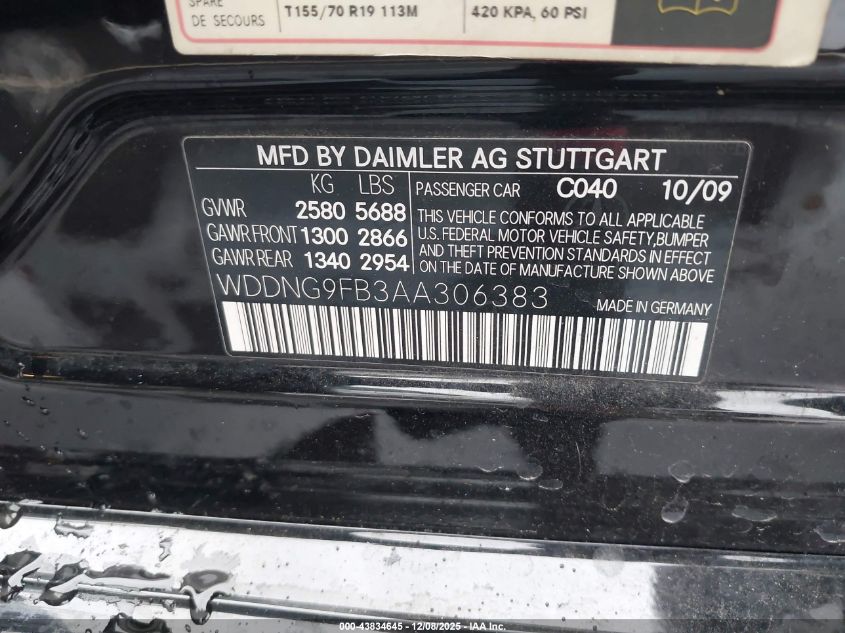 SPARE
DE SECOURS T155/70 R19 113M 420 KPA, 60 PSI
MFD BY DAIMLER AG STUTTGART
KG LBS
GVWR 2580 5688
GAWR FRONT 1300 2866
GAWR REAR 1340 2954
PASSENGER CAR C040 10/09
THIS VEHICLE CONFORMS TO ALL APPLICABLE
U.S. FEDERAL MOTOR VEHICLE SAFETY,BUMPER
AND THEFT PREVENTION STANDARDS IN EFFECT
ON THE DATE OF MANUFACTURE SHOWN ABOVE
WDDNG9FB3AA306383
MADE IN GERMANY
000-43834645 - 12/08/2025 - IAA Inc.